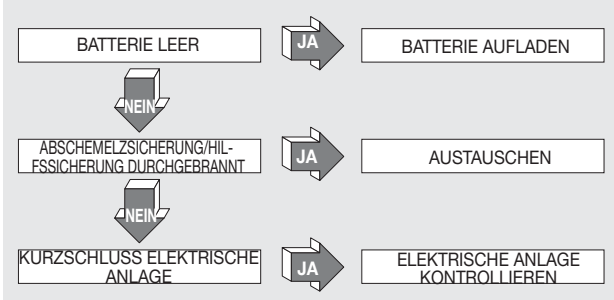 BATTERIE LEER
JA
BATTERIE AUFLADEN
NEIN
ABSCHEMELZSICHERUNG/HIL-
FSSICHERUNG DURCHGEBRANNT
JA
AUSTAUSCHEN
NEIN
KURZSCHLUSS ELEKTRISCHE
ANLAGE
JA
ELEKTRISCHE ANLAGE
KONTROLLIEREN